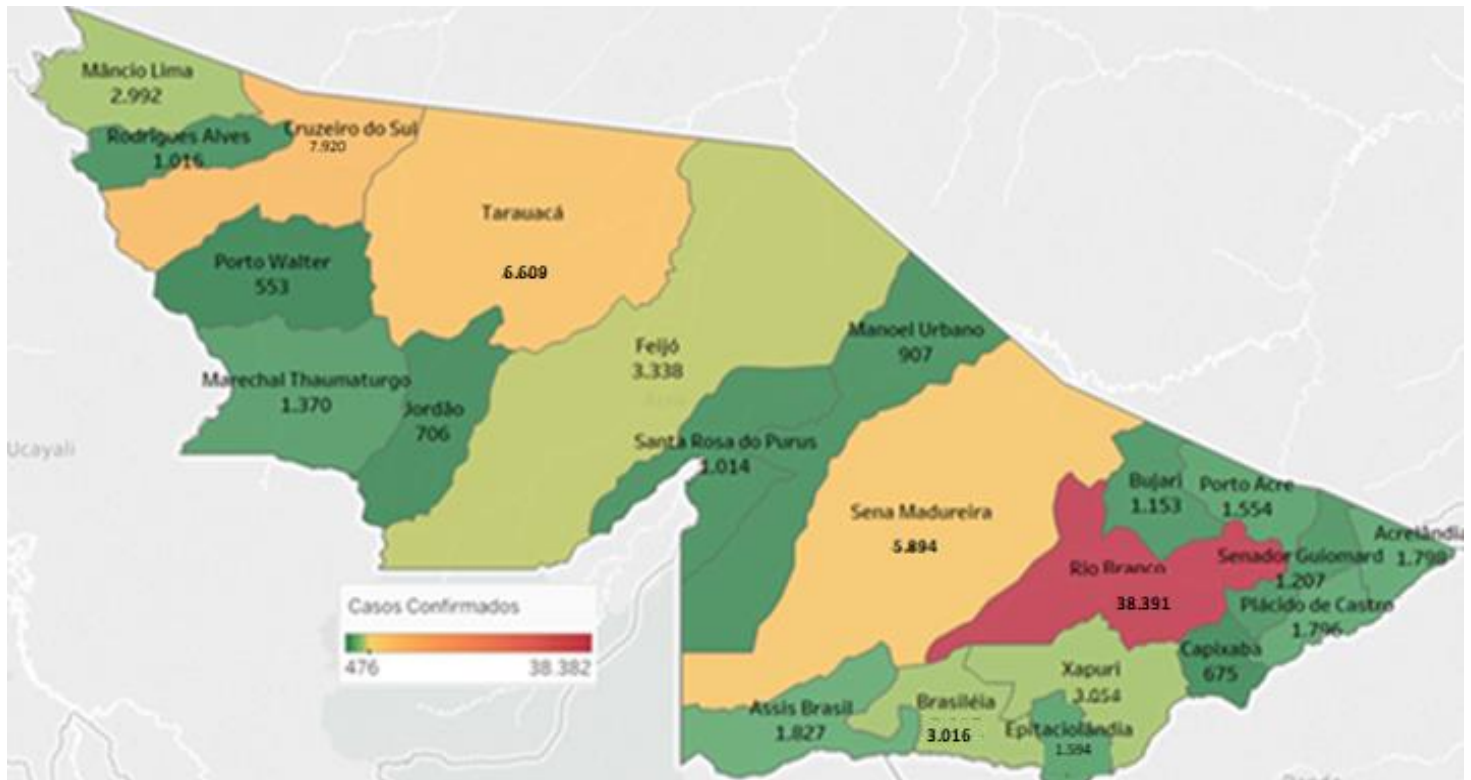 Mâncio Lima
2.992
Rodrigues Alves
1.016
Cruzeiro do Sul
7.920
Tarauacá
6.609
Porto Walter
553
Feijó
3.338
Manoel Urbano
907
Marechal Thaumaturgo
1.370
Jordão
706
Ucayali
Santa Rosa do Purus
1.014
Sena Madureira
5.894
Bujari
1.153
Porto Acre
1.554
Acrelândia
1.798
Senador Guiomard
1.207
Rio Branco
38.391
Plácido de Castro
1.796
Capixaba
675
Xapuri
3.054
Assis Brasil
1.827
Brasiléia
3.016
Epitaciolândia
1.594
Casos Confirmados
476
38.382